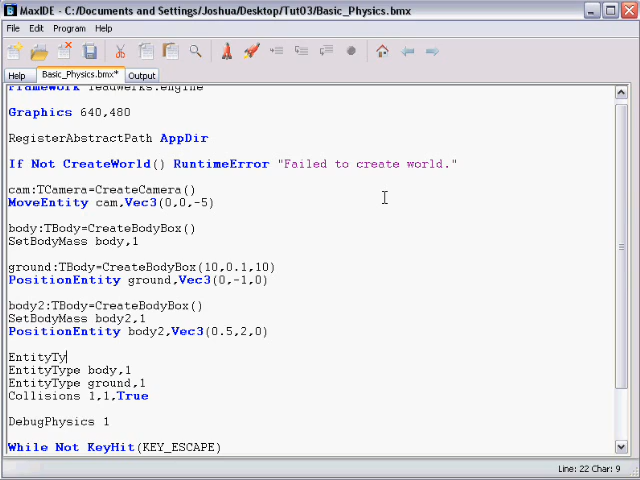 MaxIDE - C:/Documents and Settings/Joshua/Desktop/Tut03/Basic_Physics.bmx
File Edit Program Help
Help Basic_Physics.bmx* Output
Framework leadwerks.engine
Graphics 640,480
RegisterAbstractPath AppDir
If Not CreateWorld() RuntimeError "Failed to create world."
cam:TCamera=CreateCamera()
MoveEntity cam,Vec3(0,0,-5)
body:TBody=CreateBodyBox()
SetBodyMass body,1
ground:TBody=CreateBodyBox(10,0.1,10)
PositionEntity ground,Vec3(0,-1,0)
body2:TBody=CreateBodyBox()
SetBodyMass body2,1
PositionEntity body2,Vec3(0.5,2,0)
EntityTy
EntityType body,1
EntityType ground,1
Collisions 1,1,True
DebugPhysics 1
While Not KeyHit(KEY_ESCAPE)
Line: 22 Char: 9